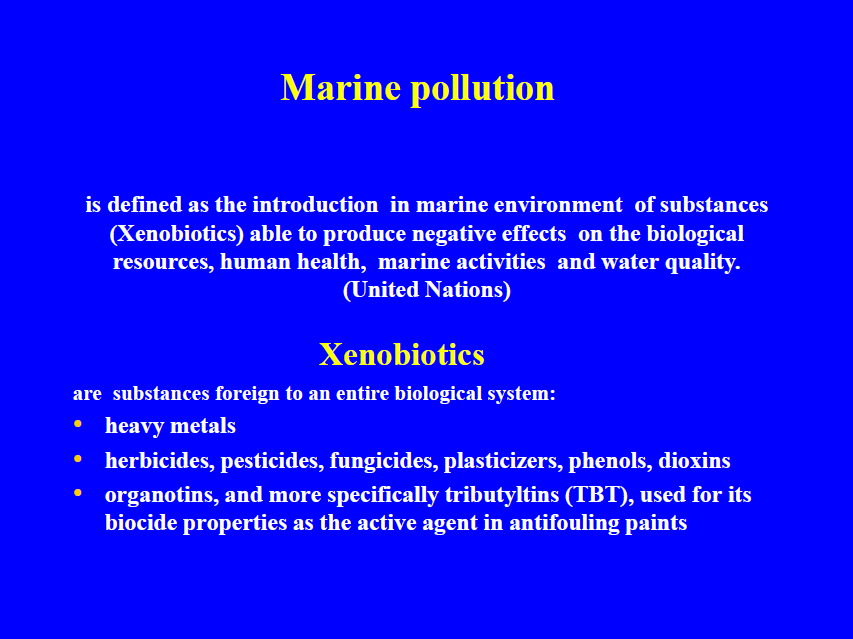 Marine pollution
is defined as the introduction  in marine environment  of substances
(Xenobiotics) able to produce negative effects  on the biological
resources, human health,  marine activities  and water quality.
(United Nations)
Xenobiotics
are  substances foreign to an entire biological system:
• heavy metals
• herbicides, pesticides, fungicides, plasticizers, phenols, dioxins
• organotins, and more specifically tributyltins (TBT), used for its
biocide properties as the active agent in antifouling paints